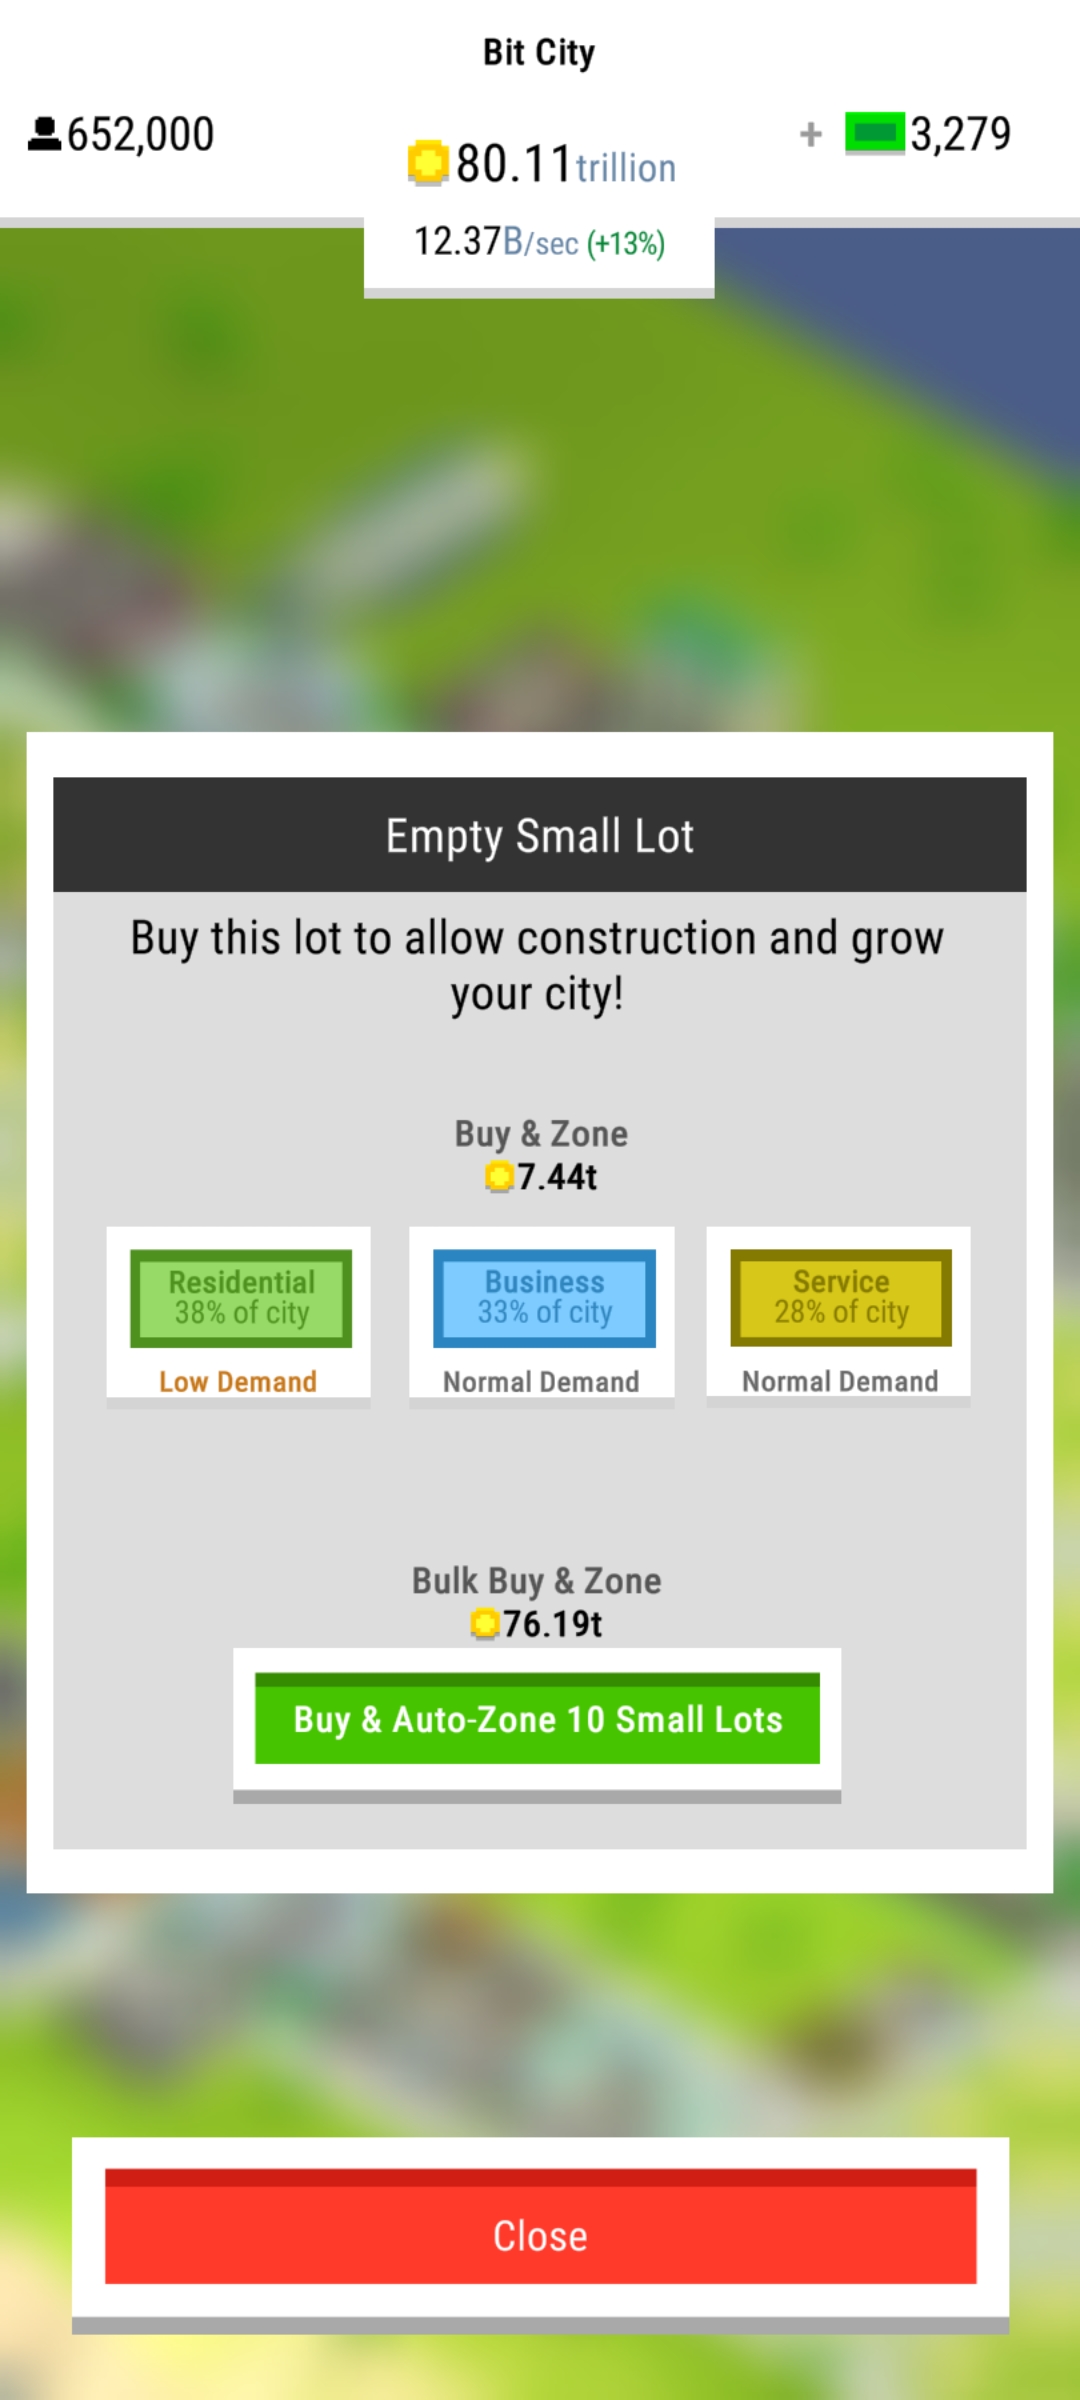 Bit City
652,000
80.11trillion
+ 3,279
12.37B/sec (+13%)
Empty Small Lot
Buy this lot to allow construction and grow
your city!
Buy & Zone
7.44t
Residential
38% of city
Low Demand
Business
33% of city
Normal Demand
Service
28% of city
Normal Demand
Bulk Buy & Zone
76.19t
Buy & Auto-Zone 10 Small Lots
Close